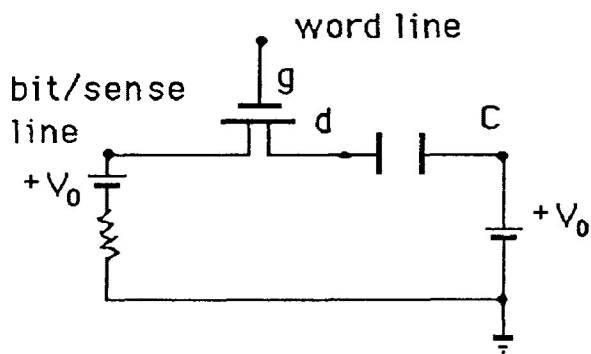 word line
g
bit/sense
line
d
C
+V₀
+V₀